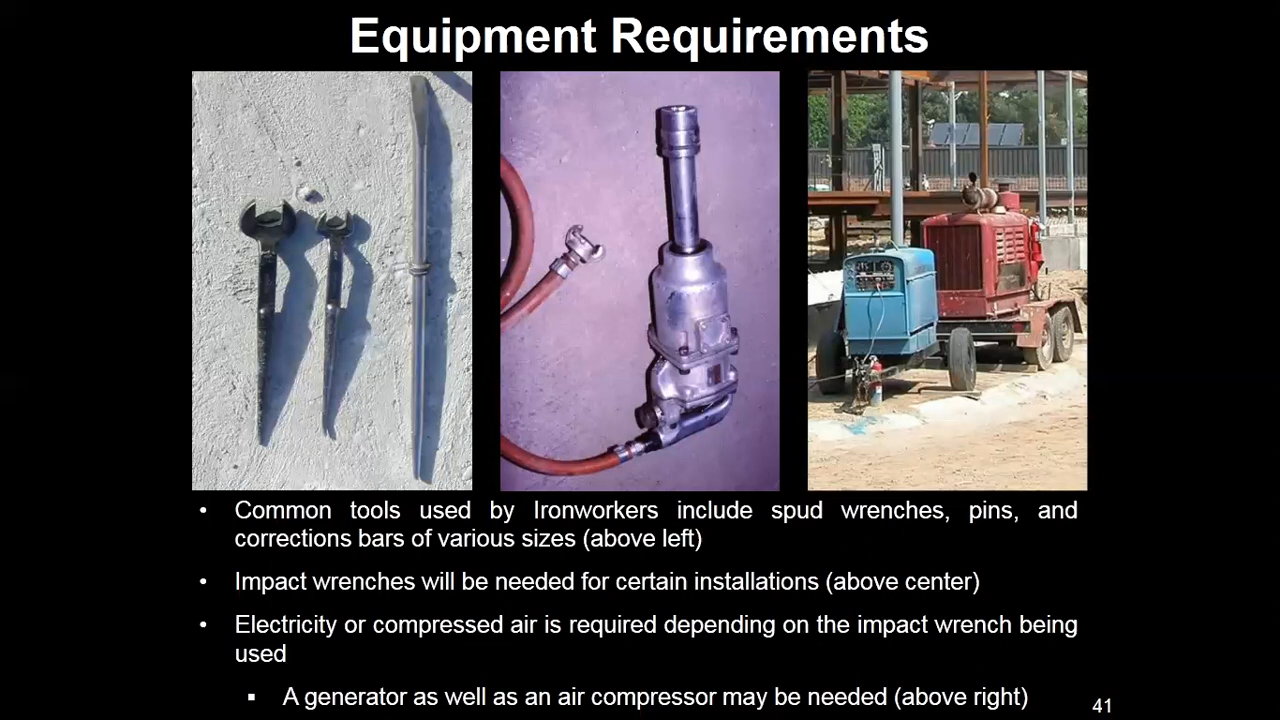 Equipment Requirements
• Common tools used by Ironworkers include spud wrenches, pins, and
corrections bars of various sizes (above left)
• Impact wrenches will be needed for certain installations (above center)
• Electricity or compressed air is required depending on the impact wrench being
used
▪ A generator as well as an air compressor may be needed (above right)
41